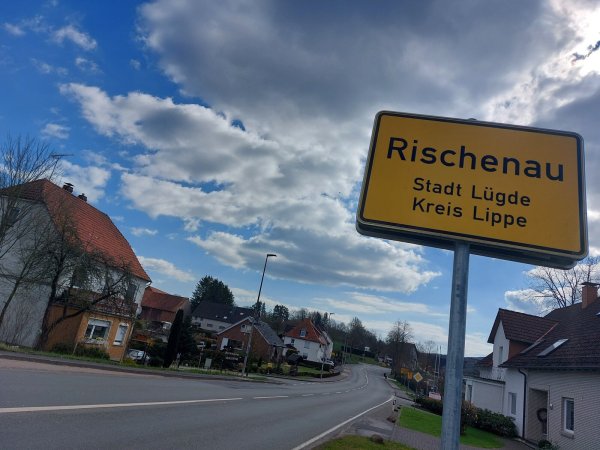 Rischenau
Stadt Lügde
Kreis Lippe